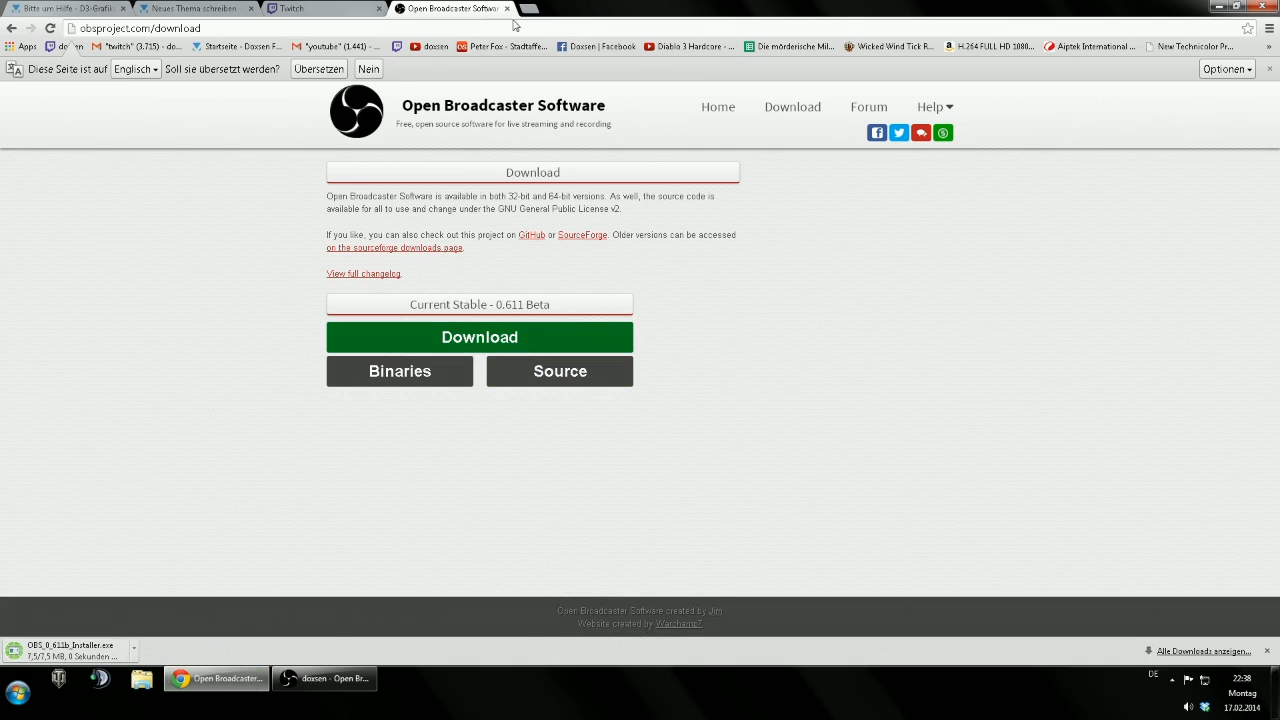 Bitte um Hilfe - D3-Grafik
Neues Thema schreiben -
Twitch
Open Broadcaster Softwar
obsproject.com/download
Apps
doxsen
"twitch" (3.715) - do...
Startseite - Doxsen F...
"youtube" (1.441) - ...
doxsen
Peter Fox - Stadtaffe...
Doxsen | Facebook
Diablo 3 Hardcore - ...
Die mörderische Mil...
Wicked Wind Tick R...
H.264 FULL HD 1080...
Aiptek International ...
New Technicolor Pr...
Diese Seite ist auf Englisch Soll sie übersetzt werden? Übersetzen Nein Optionen
Open Broadcaster Software
Free, open source software for live streaming and recording
Home Download Forum Help
Download
Open Broadcaster Software is available in both 32-bit and 64-bit versions. As well, the source code is
available for all to use and change under the GNU General Public License v2.
If you like, you can also check out this project on GitHub or SourceForge. Older versions can be accessed
on the sourceforge downloads page.
View full changelog.
Current Stable - 0.611 Beta
Download
Binaries Source
Open Broadcaster Software created by Jim
Website created by Warchamp7
OBS_0_611b_Installer.exe
7,5/7,5 MB, 0 Sekunden ...
Alle Downloads anzeigen...
Open Broadcaster...
doxsen - Open Br...
DE
22:38
Montag
17.02.2014